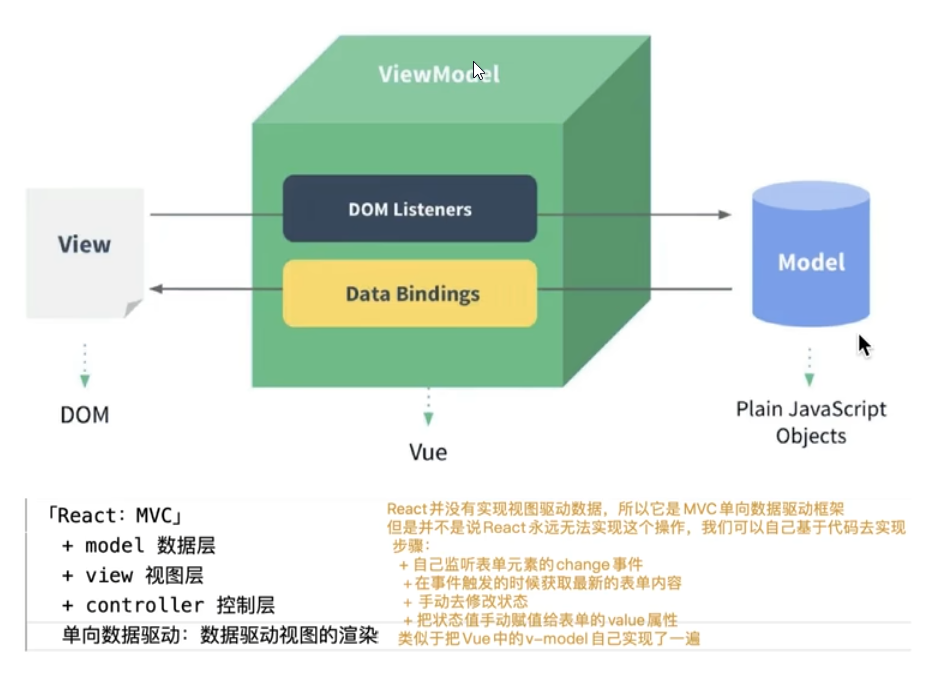 ViewModel
DOM Listeners
View
Data Bindings
Model
DOM
Plain JavaScript
Objects
Vue
「React: MVC」
+ model 数据层
+ view 视图层
+ controller 控制层
单向数据驱动: 数据驱动视图的渲染
React并没有实现视图驱动数据，所以它是MVC单向数据驱动框架
但是并不是说React永远无法实现这个操作，我们可以自己基于代码去实现
步骤：
+ 自己监听表单元素的change事件
+在事件触发的时候获取最新的表单内容
+ 手动去修改状态
+ 把状态值手动赋值给表单的value属性
类似于把Vue中的v-model自己实现了一遍